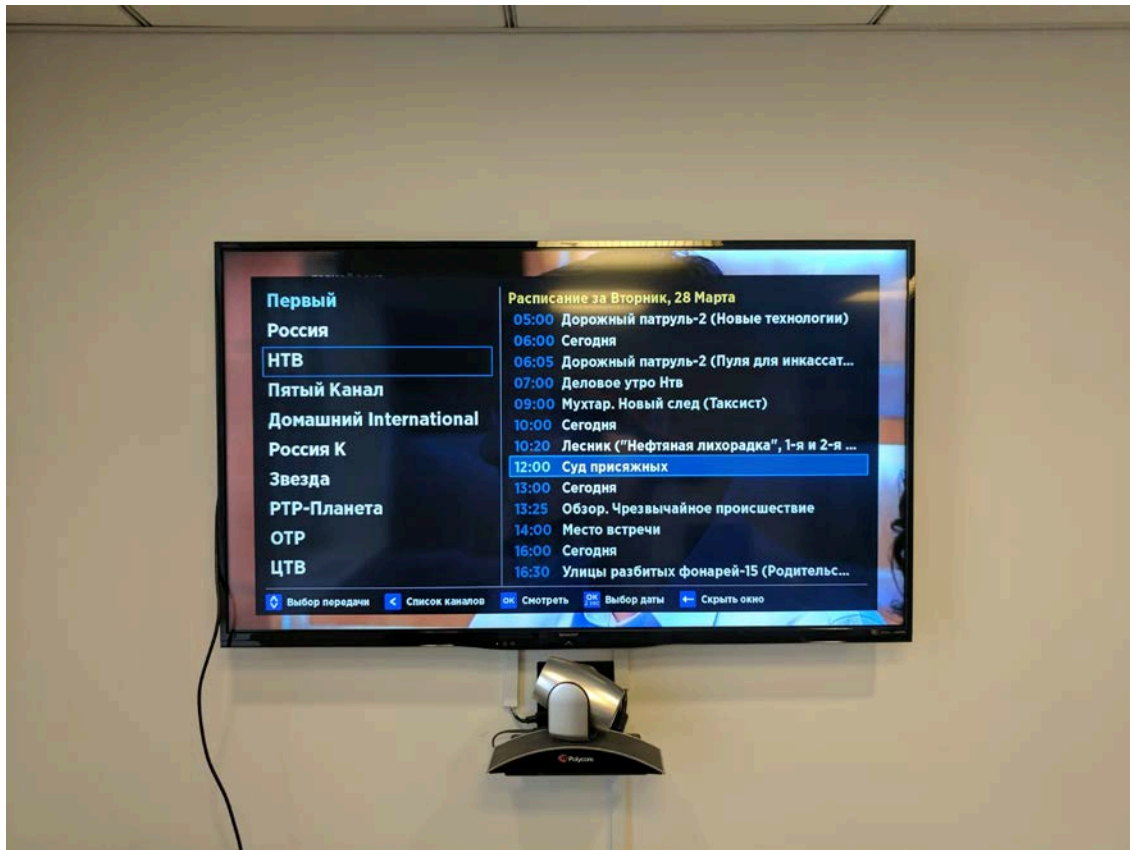 Первый
Россия
НТВ
Пятый Канал
Домашний International
Россия К
Звезда
РТР-Планета
ОТР
ЦТВ
Расписание за Вторник, 28 Марта
05:00 Дорожный патруль-2 (Новые технологии)
06:00 Сегодня
06:05 Дорожный патруль-2 (Пуля для инкассат...
07:00 Деловое утро Нтв
09:00 Мухтар. Новый след (Таксист)
10:00 Сегодня
10:20 Лесник ("Нефтяная лихорадка", 1-я и 2-я ...
12:00 Суд присяжных
13:00 Сегодня
13:25 Обзор. Чрезвычайное происшествие
14:00 Место встречи
16:00 Сегодня
16:30 Улицы разбитых фонарей-15 (Родительс...
Выбор передачи < Список каналов ОК Смотреть ОК Выбор даты ← Скрыть окно
SHARP
Polycom